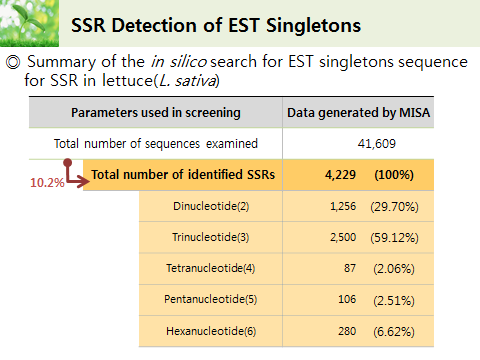 SSR Detection of EST Singletons
◎ Summary of the in silico search for EST singletons sequence
for SSR in lettuce(L. sativa)
Parameters used in screening Data generated by MISA
Total number of sequences examined 41,609
10.2% Total number of identified SSRs 4,229 (100%)
Dinucleotide(2) 1,256 (29.70%)
Trinucleotide(3) 2,500 (59.12%)
Tetranucleotide(4) 87 (2.06%)
Pentanucleotide(5) 106 (2.51%)
Hexanucleotide(6) 280 (6.62%)